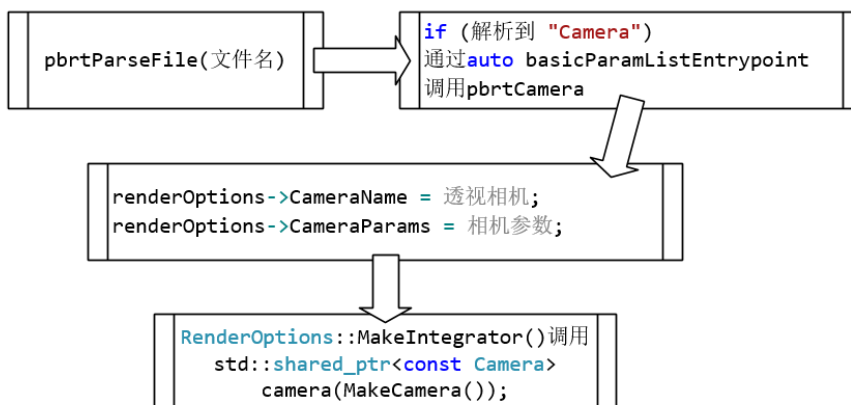 pbrtParseFile(文件名)
if (解析到 "Camera")
通过auto basicParamListEntrypoint
调用pbrtCamera
renderOptions->CameraName = 透视相机;
renderOptions->CameraParams = 相机参数;
RenderOptions::MakeIntegrator()调用
std::shared_ptr<const Camera>
camera(MakeCamera());